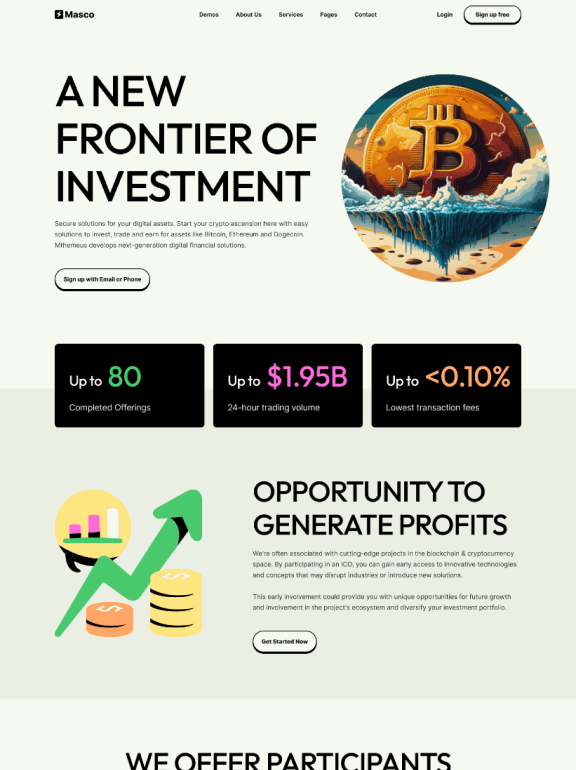 Masco
Demos About Us Services Pages Contact Login Sign up free
A NEW
FRONTIER OF
INVESTMENT
Secure solutions for your digital assets. Start your crypto ascension here with easy
solutions to invest, trade and earn for assets like Bitcoin, Ethereum and Dogecoin.
Mthemeus develops next-generation digital financial solutions.
Sign up with Email or Phone
Up to 80
Completed Offerings
Up to $1.95B
24-hour trading volume
Up to <0.10%
Lowest transaction fees
OPPORTUNITY TO
GENERATE PROFITS
We're often associated with cutting-edge projects in the blockchain & cryptocurrency
space. By participating in an ICO, you can gain early access to innovative technologies
and concepts that may disrupt industries or introduce new solutions.
This early involvement could provide you with unique opportunities for future growth
and involvement in the project's ecosystem and diversify your investment portfolio.
Get Started Now
WE OFFER PARTICIPANTS